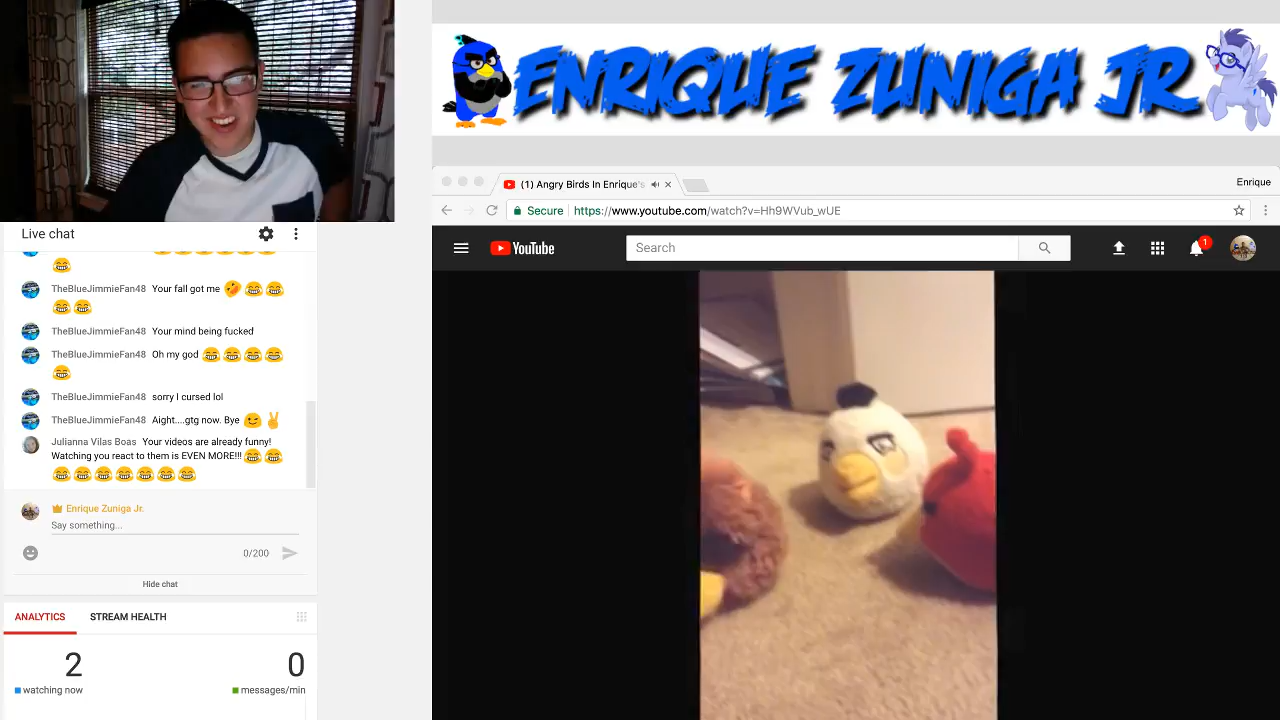 ENRIQUE ZUNIGA JR.
(1) Angry Birds In Enrique's
Enrique
Secure https://www.youtube.com/watch?v=Hh9WVub_wUE
YouTube
Search
1
Live chat
TheBlueJimmieFan48 Your fall got me 🤣😂😂
😂😂
TheBlueJimmieFan48 Your mind being fucked
TheBlueJimmieFan48 Oh my god 😂😂😂😂
😂
TheBlueJimmieFan48 sorry I cursed lol
TheBlueJimmieFan48 Aight....gtg now. Bye 😉✌
Julianna Vilas Boas Your videos are already funny!
Watching you react to them is EVEN MORE!!!😂😂
😂😂😂😂😂😂😂
Enrique Zuniga Jr.
Say something...
0/200
Hide chat
ANALYTICS STREAM HEALTH
2 0
watching now messages/min